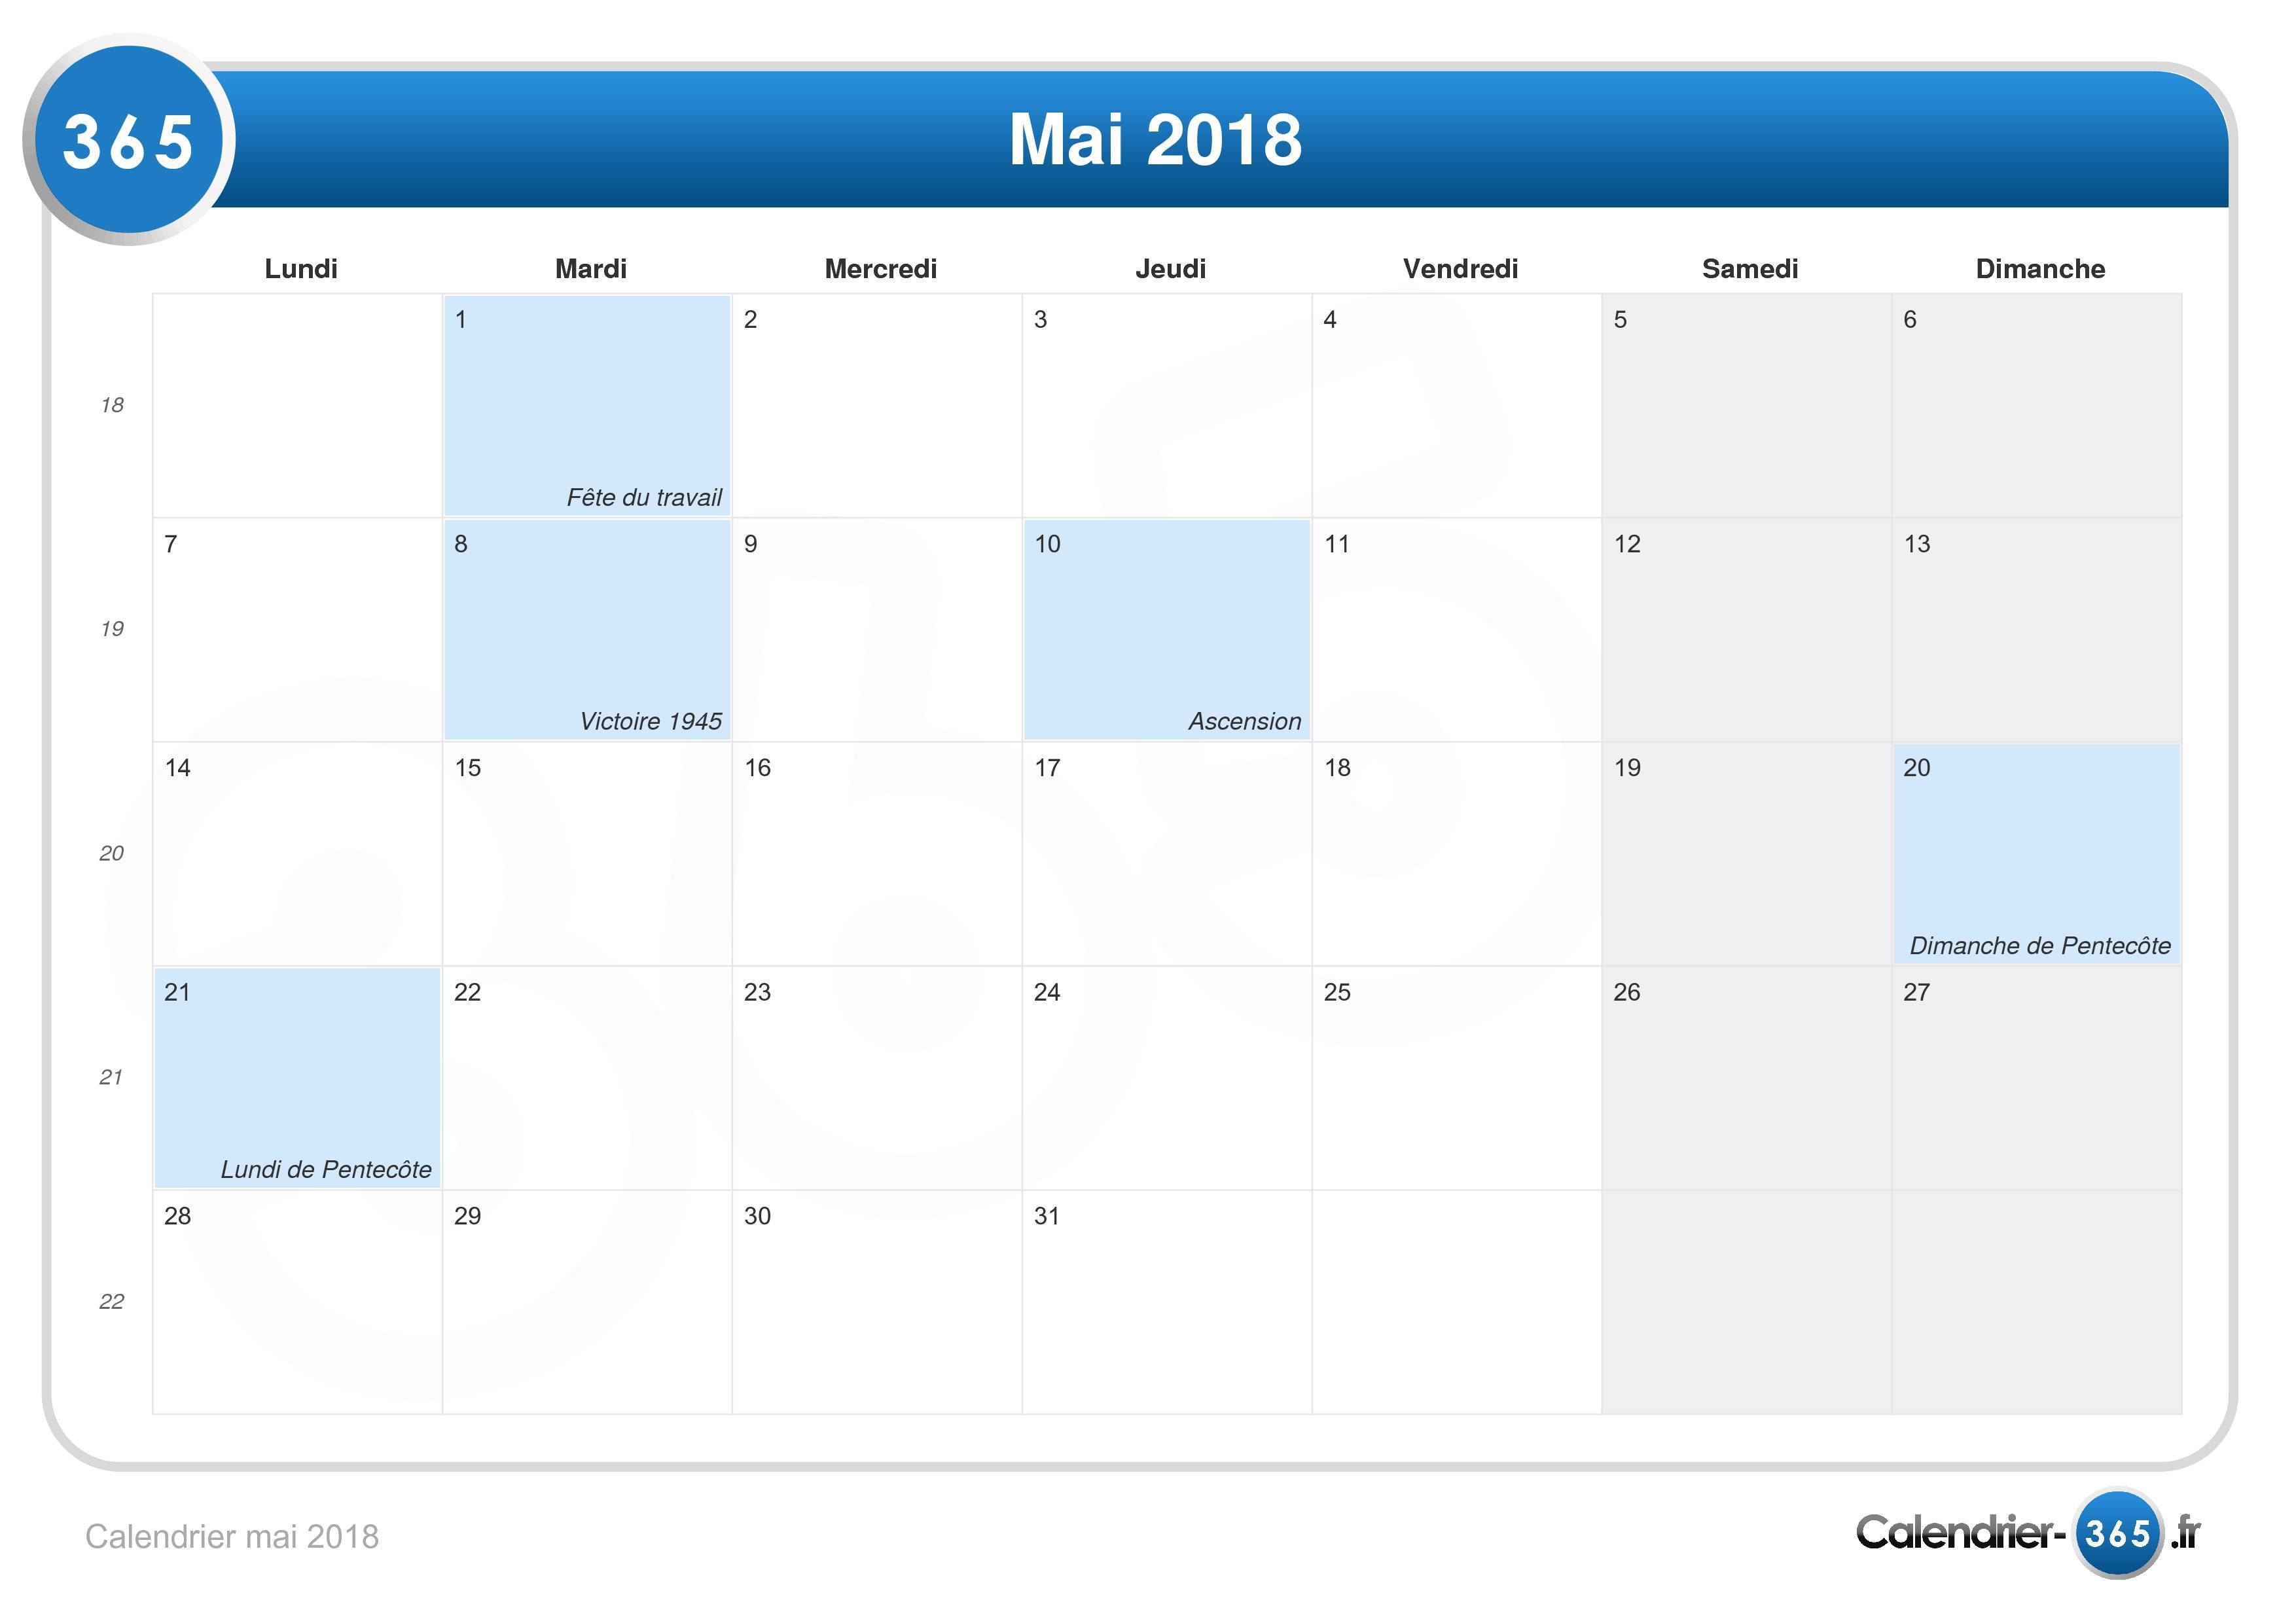 365
Mai 2018
Lundi Mardi Mercredi Jeudi Vendredi Samedi Dimanche
1 2 3 4 5 6
18
Fête du travail
7 8 9 10 11 12 13
19
Victoire 1945 Ascension
14 15 16 17 18 19 20
20
Dimanche de Pentecôte
21 22 23 24 25 26 27
21
Lundi de Pentecôte
28 29 30 31
22
Calendrier mai 2018
Calendrier-365.fr
365